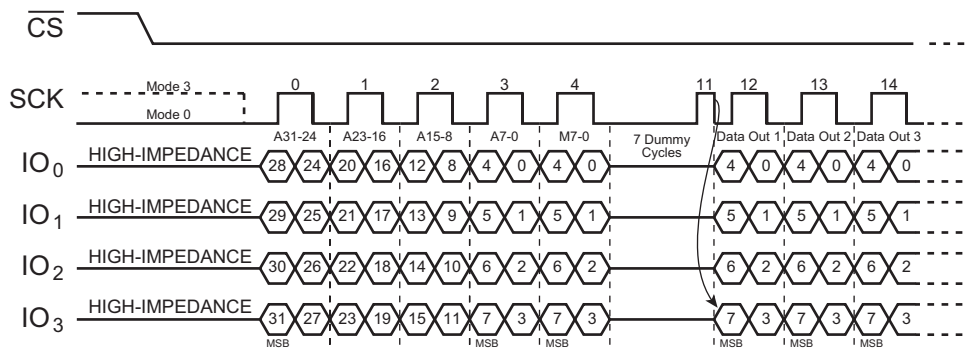 CS
SCK
Mode 3
Mode 0
0 1 2 3 4 11 12 13 14
A31-24 A23-16 A15-8 A7-0 M7-0 7 Dummy Cycles Data Out 1 Data Out 2 Data Out 3
IO0 HIGH-IMPEDANCE 28 24 20 16 12 8 4 0 4 0 4 0 4 0 4 0
IO1 HIGH-IMPEDANCE 29 25 21 17 13 9 5 1 5 1 5 1 5 1 5 1
IO2 HIGH-IMPEDANCE 30 26 22 18 14 10 6 2 6 2 6 2 6 2 6 2
IO3 HIGH-IMPEDANCE 31 27 23 19 15 11 7 3 7 3 7 3 7 3 7 3
MSB MSB MSB MSB MSB MSB